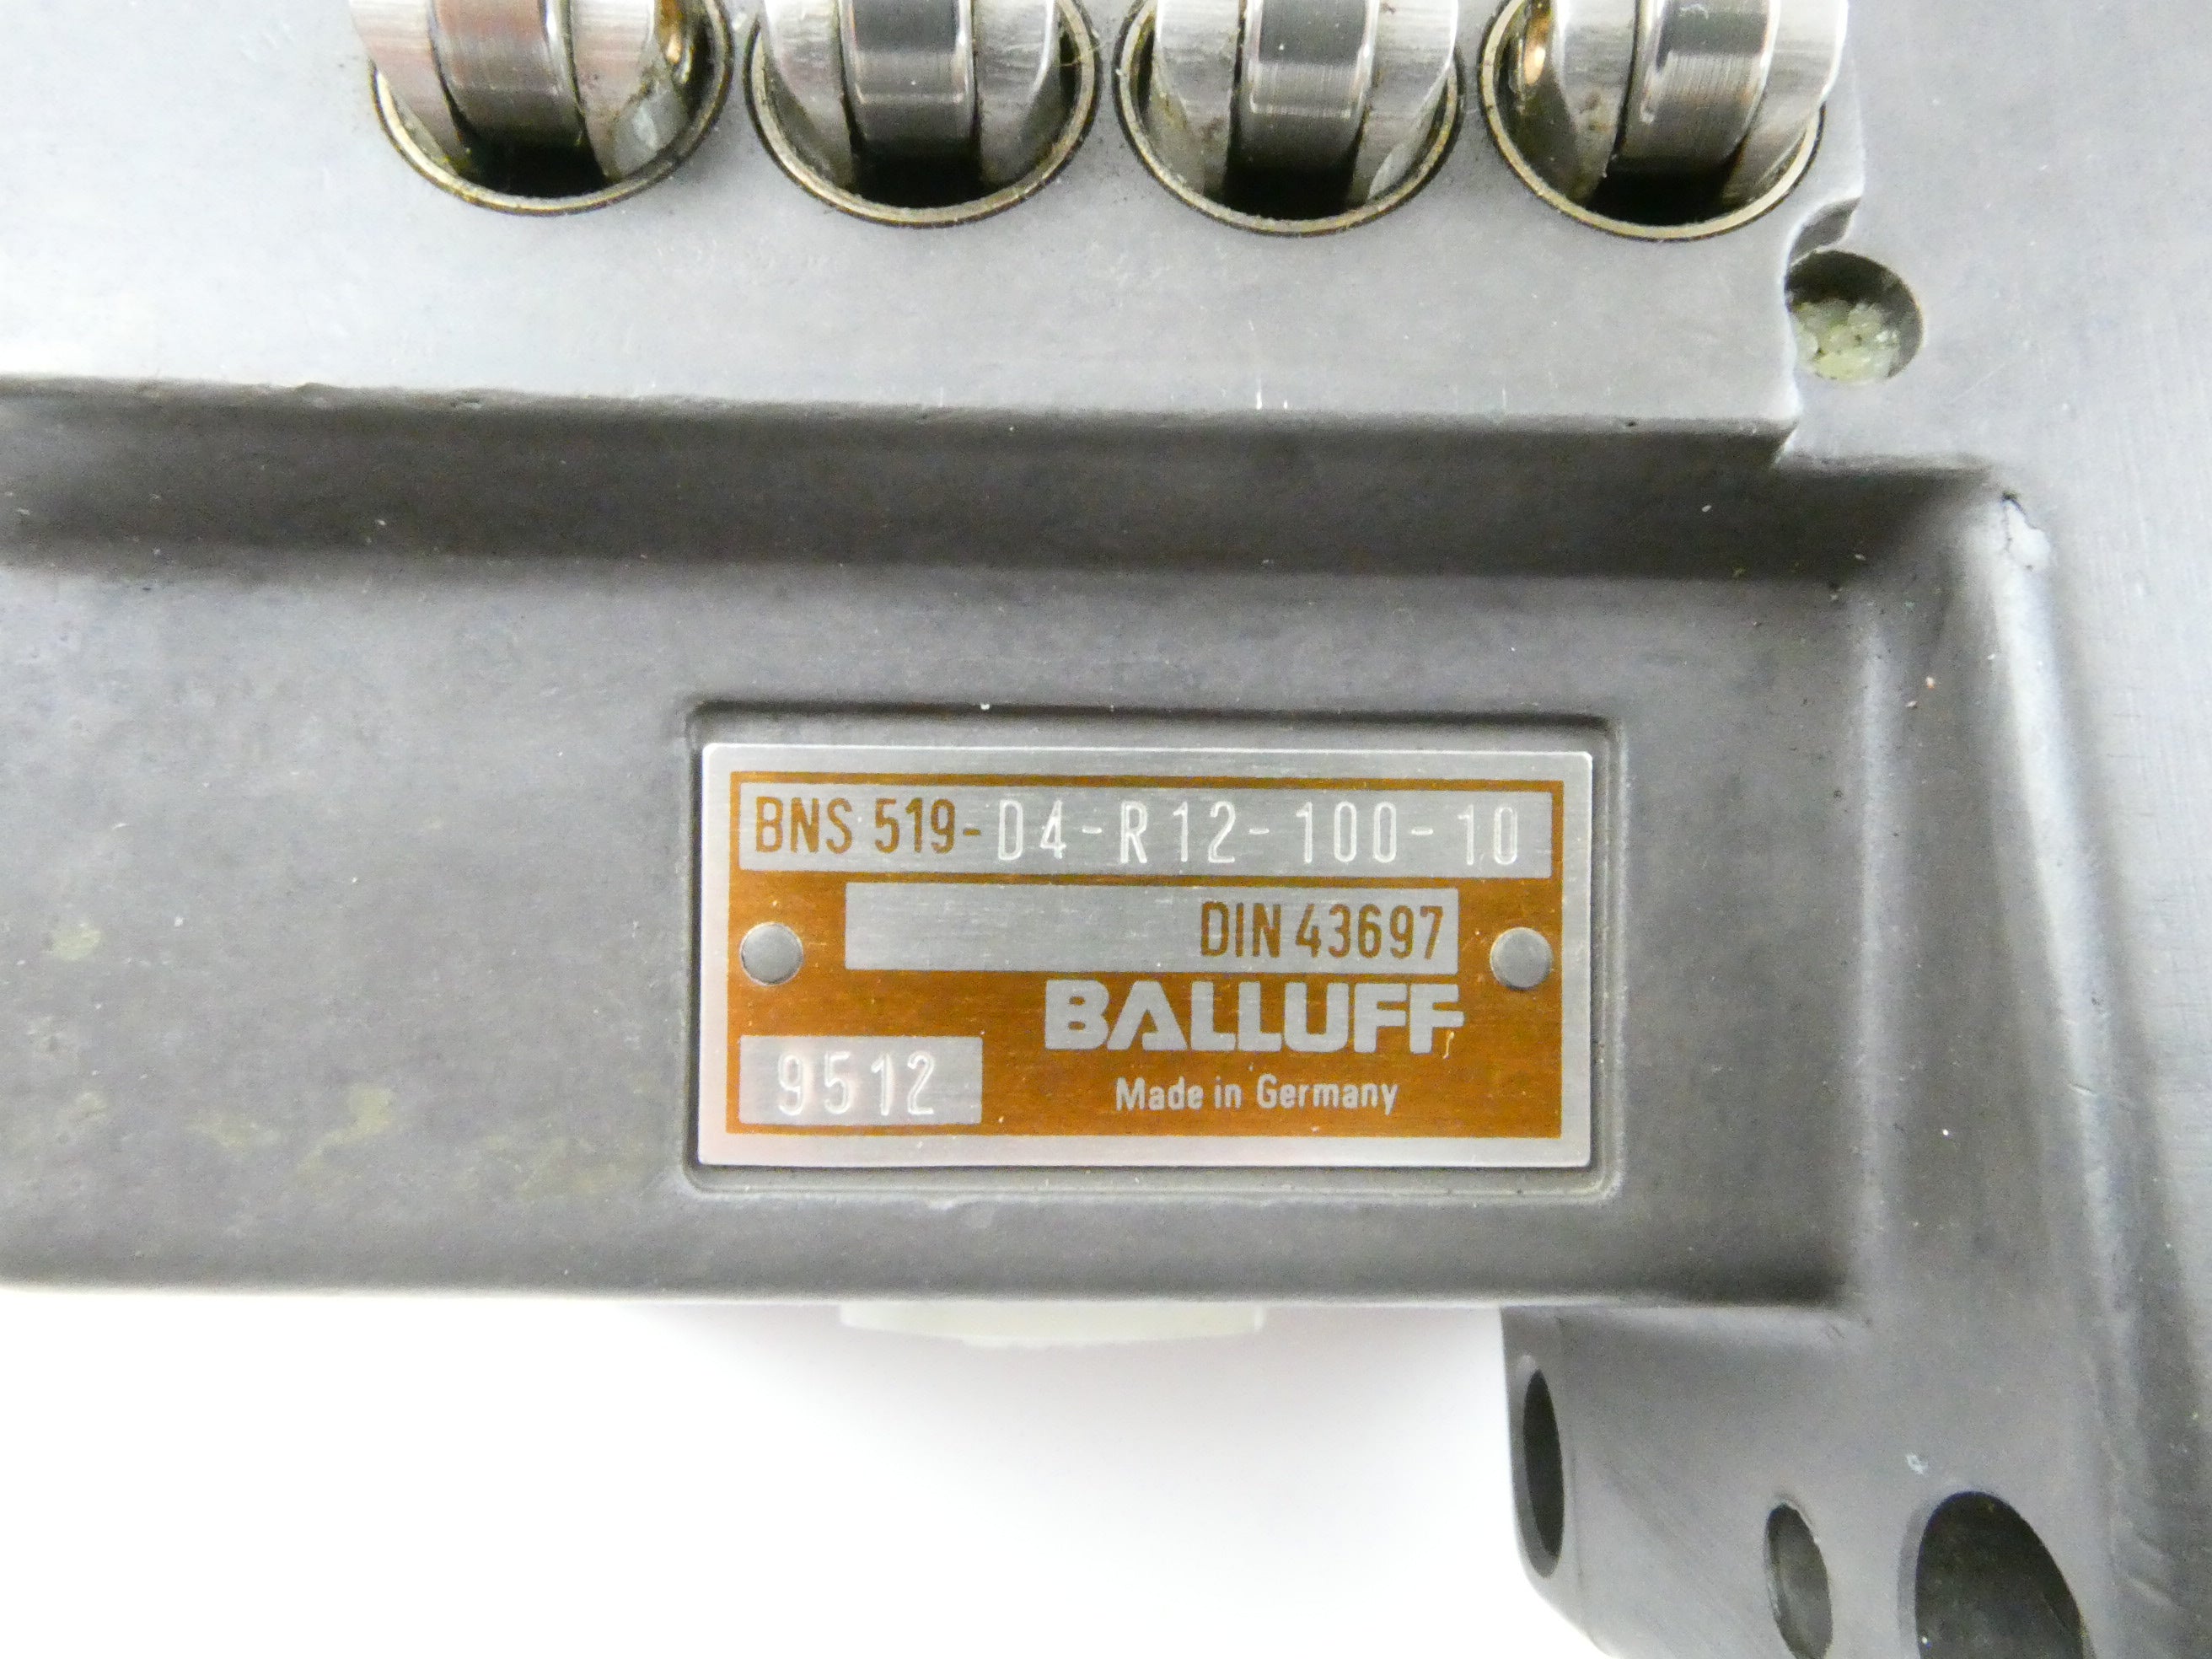 BNS 519-D4-R12-100-10
DIN 43697
BALLUFF
9512
Made in Germany